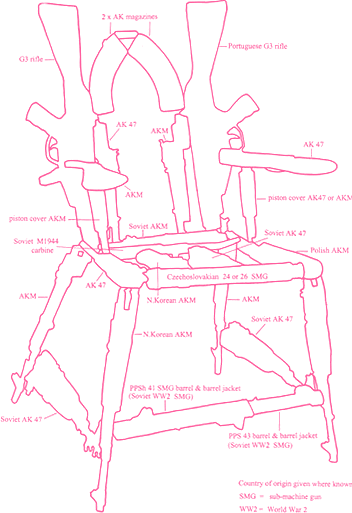 2 x AK magazines
G3 rifle
Portuguese G3 rifle
AK 47
AKM
AK 47
AKM
piston cover AK47 or AKM
piston cover AKM
Soviet AKM
Soviet AK 47
Soviet M1944
carbine
Polish AKM
Czechoslovakian 24 or 26 SMG
AK 47
AKM
N.Korean AKM
AKM
Soviet AK 47
N.Korean AKM
PPSh 41 SMG barrel & barrel jacket
(Soviet WW2 SMG)
Soviet AK 47
PPS 43 barrel & barrel jacket
(Soviet WW2 SMG)
Country of origin given where known
SMG = sub-machine gun
WW2 = World War 2